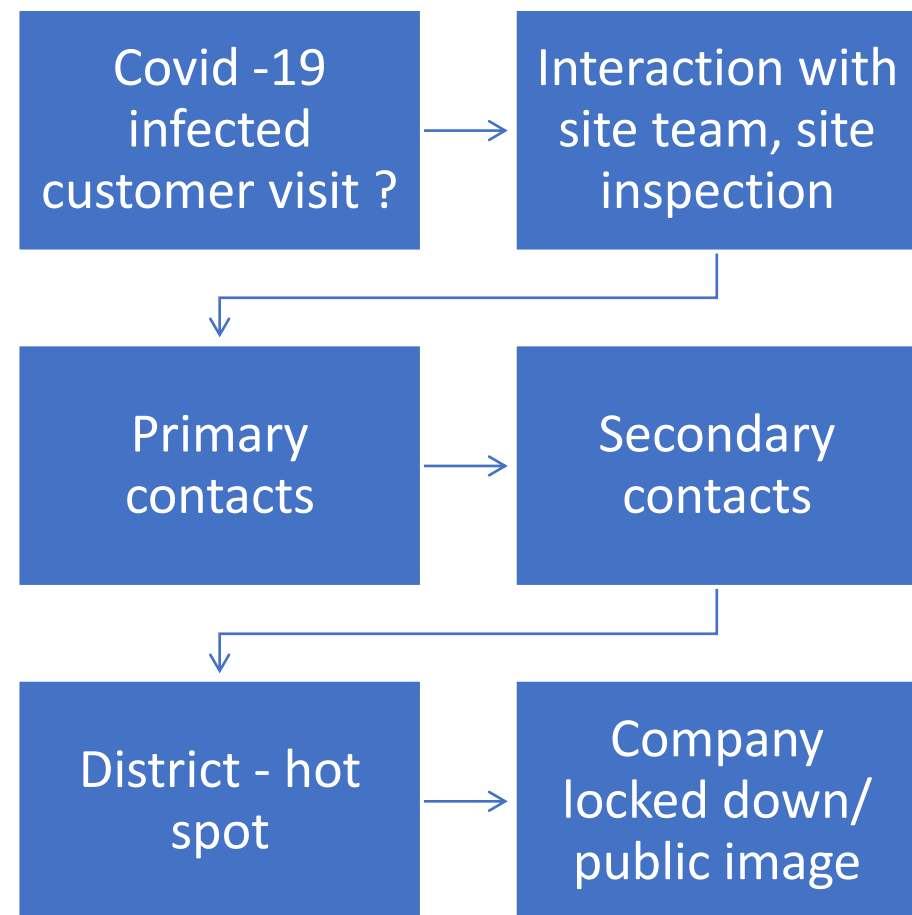 Covid -19
infected
customer visit ?
Interaction with
site team, site
inspection
Primary
contacts
Secondary
contacts
District - hot
spot
Company
locked down/
public image